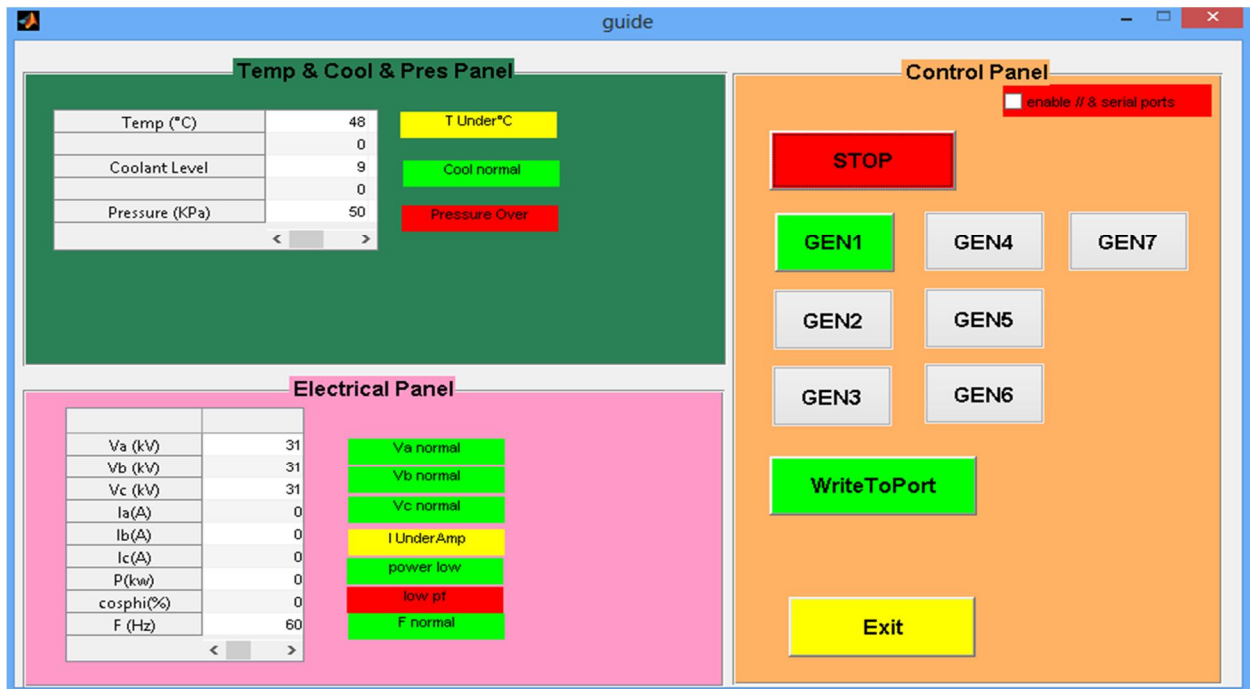 guide
Temp & Cool & Pres Panel
Temp (°C) 48 T Under°C
0
Coolant Level 9 Cool normal
0
Pressure (KPa) 50 Pressure Over
Electrical Panel
Va (kV) 31 Va normal
Vb (kV) 31 Vb normal
Vc (kV) 31 Vc normal
Ia(A) 0
Ib(A) 0 I UnderAmp
Ic(A) 0
P(kw) 0 power low
cosphi(%) 0 low pf
F (Hz) 60 F normal
Control Panel
enable // & serial ports
STOP
GEN1 GEN4 GEN7
GEN2 GEN5
GEN3 GEN6
WriteToPort
Exit